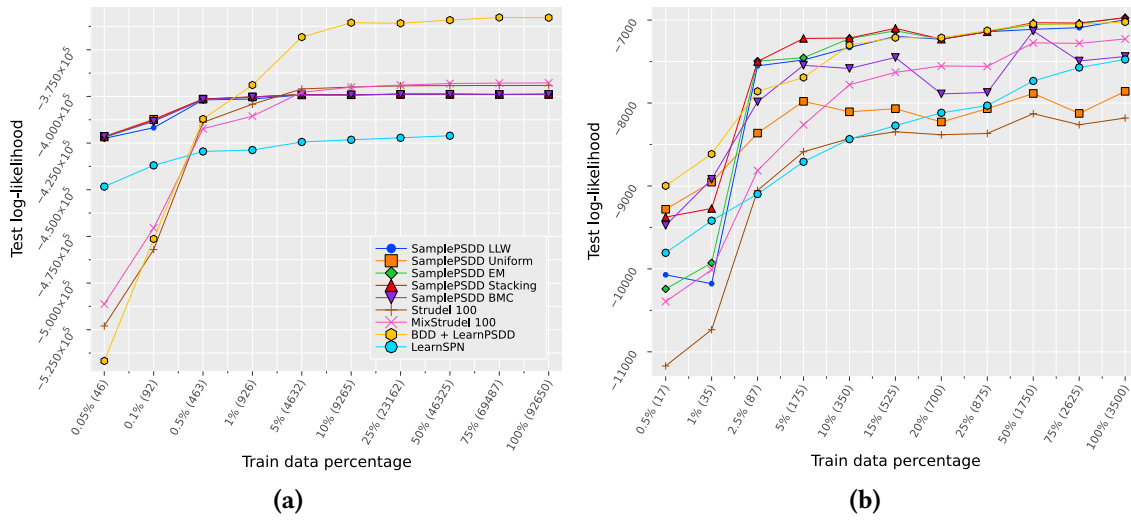 Test log-likelihood
−3.750×10⁵
−4.000×10⁵
−4.250×10⁵
−4.500×10⁵
−4.750×10⁵
−5.000×10⁵
−5.250×10⁵
SamplePSDD LLW
SamplePSDD Uniform
SamplePSDD EM
SamplePSDD Stacking
SamplePSDD BMC
Strudel 100
MixStrudel 100
BDD + LearnPSDD
LearnSPN
0.05% (46)
0.1% (92)
0.5% (463)
1% (926)
5% (4632)
10% (9265)
25% (23162)
50% (46325)
75% (69487)
100% (92650)
Train data percentage
(a)
Test log-likelihood
−7000
−8000
−9000
−10000
−11000
0.5% (17)
1% (35)
2.5% (87)
5% (175)
10% (350)
15% (525)
20% (700)
25% (875)
50% (1750)
75% (2625)
100% (3500)
Train data percentage
(b)